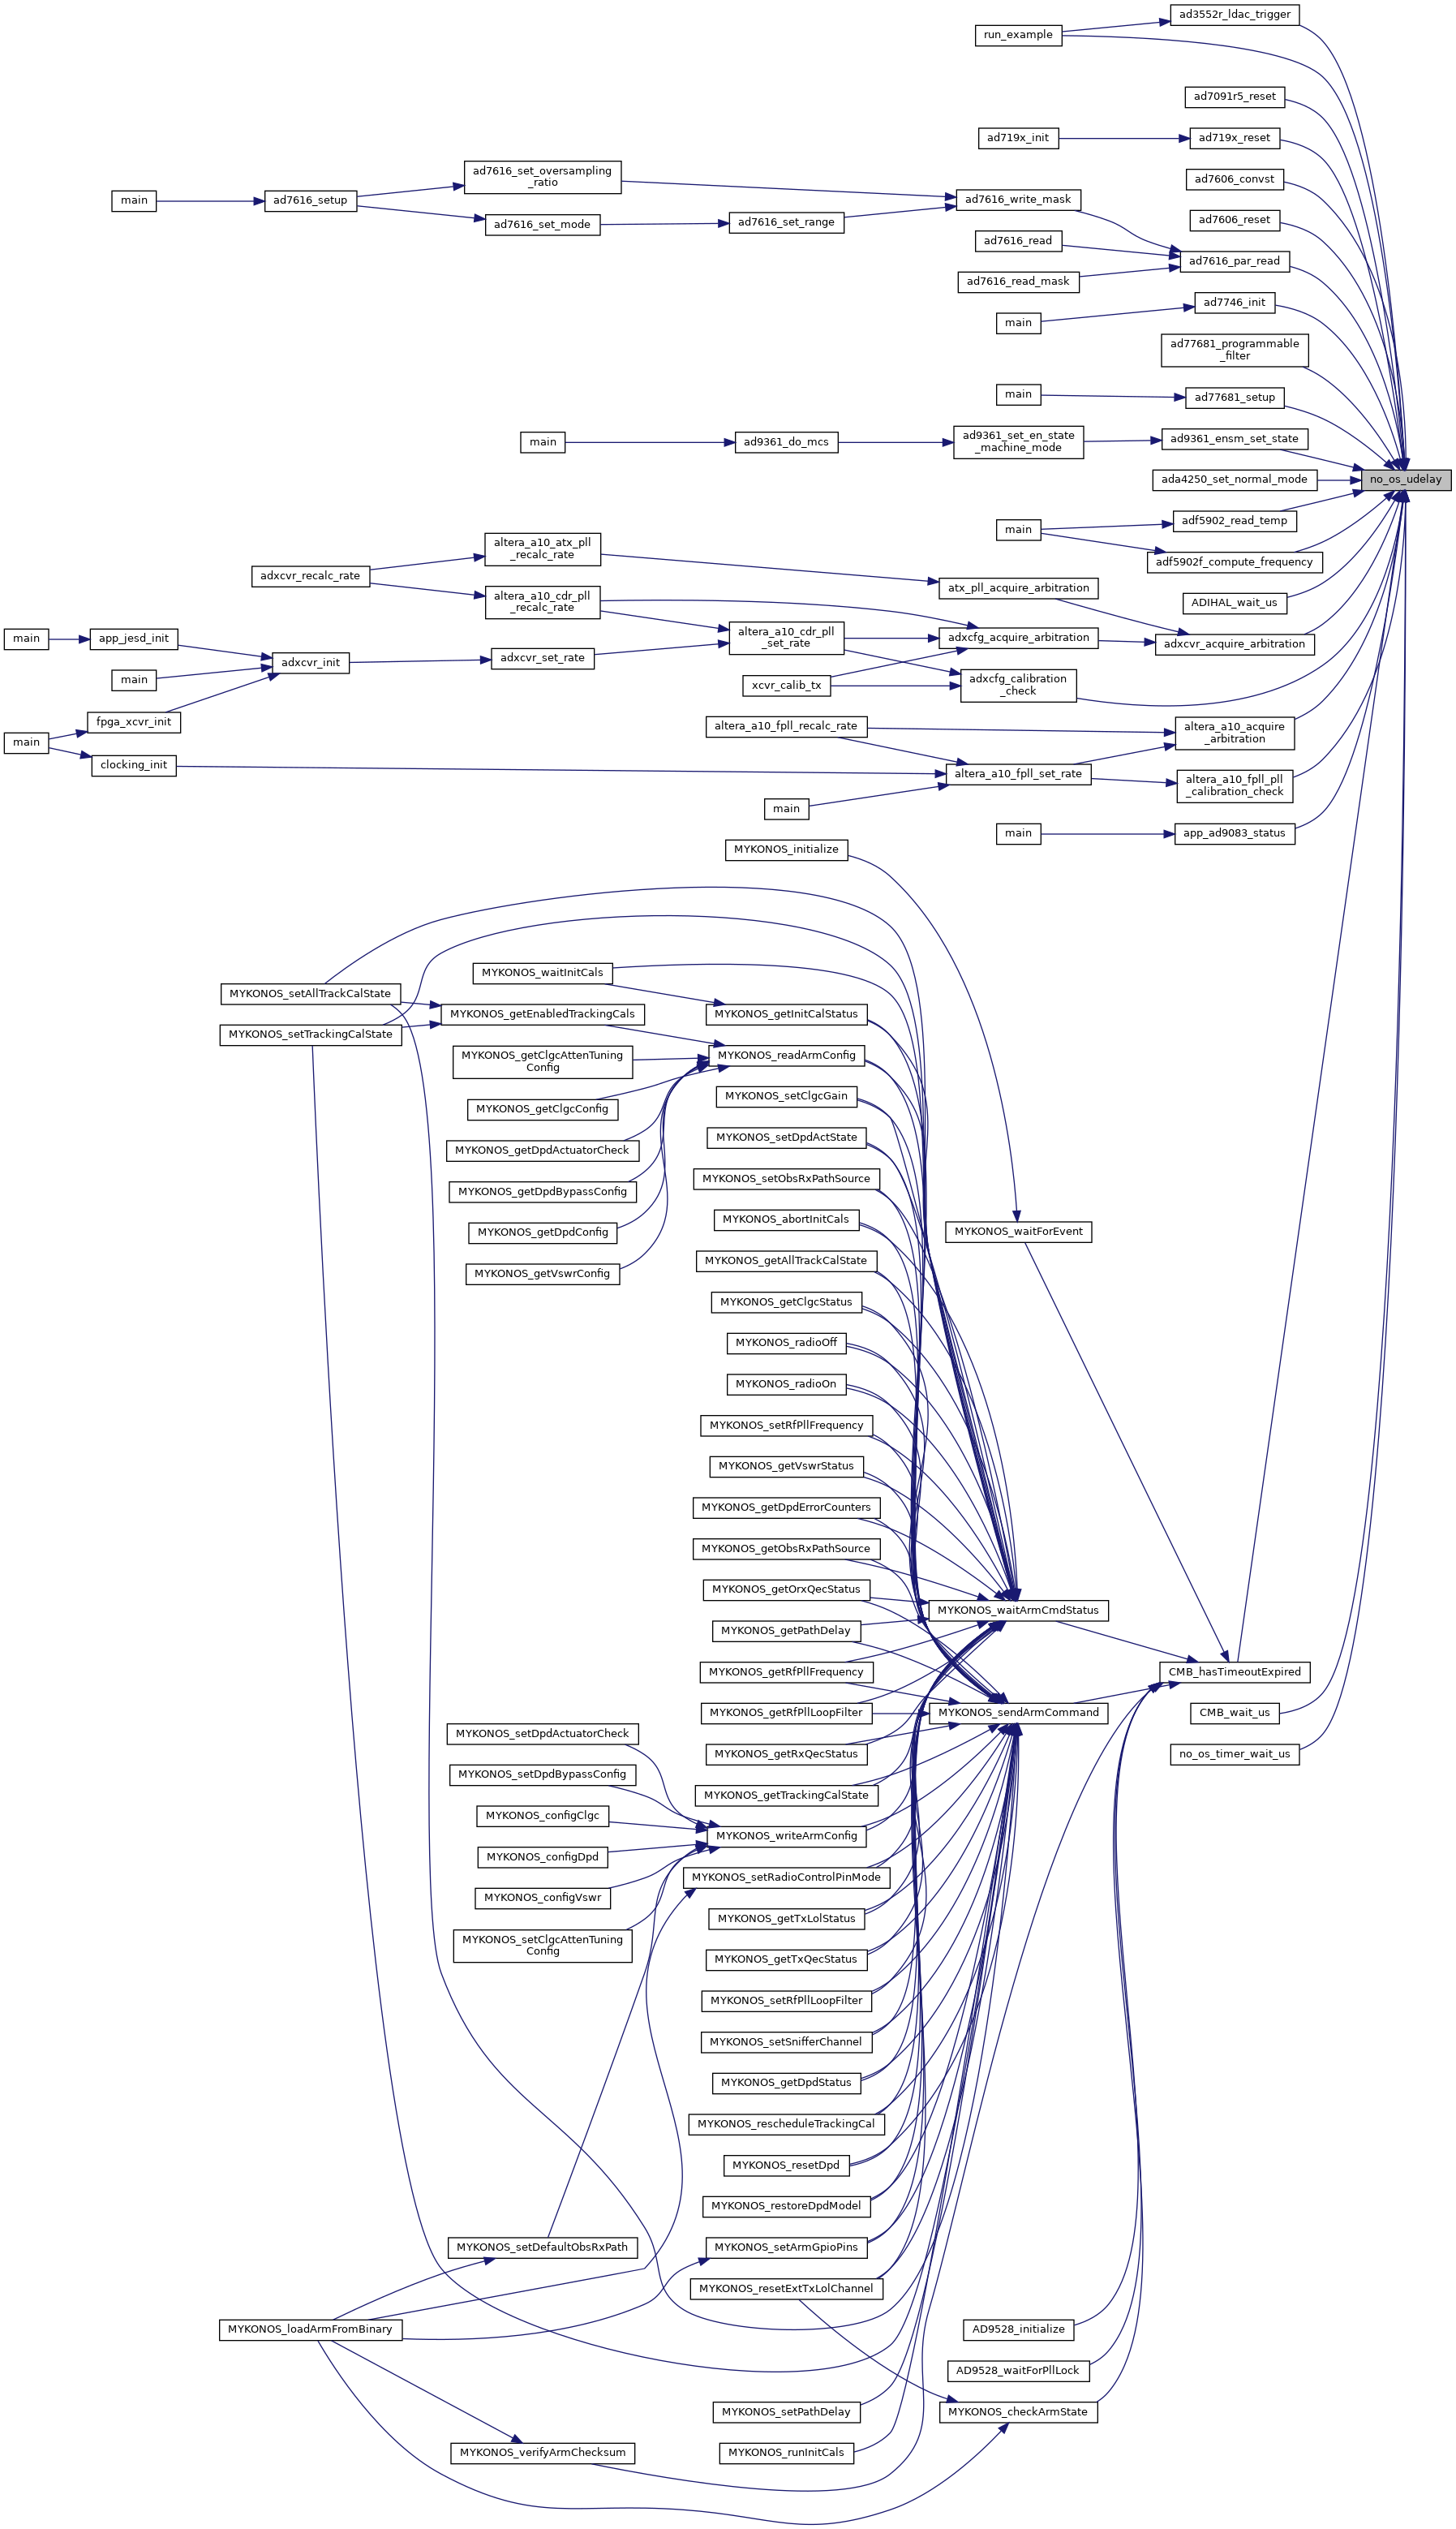 ad3552r_ldac_trigger
run_example
ad7091r5_reset
ad719x_init
ad719x_reset
ad7616_set_oversampling
_ratio
ad7606_convst
main
ad7616_setup
ad7616_write_mask
ad7616_set_mode
ad7616_set_range
ad7606_reset
ad7616_read
ad7616_par_read
ad7616_read_mask
ad7746_init
main
ad77681_programmable
_filter
main
ad77681_setup
main
ad9361_do_mcs
ad9361_set_en_state
_machine_mode
ad9361_ensm_set_state
ada4250_set_normal_mode
no_os_udelay
main
adf5902_read_temp
altera_a10_atx_pll
_recalc_rate
adf5902f_compute_frequency
adxcvr_recalc_rate
atx_pll_acquire_arbitration
altera_a10_cdr_pll
_recalc_rate
ADIHAL_wait_us
main
app_jesd_init
altera_a10_cdr_pll
_set_rate
adxcfg_acquire_arbitration
adxcvr_acquire_arbitration
adxcvr_init
adxcvr_set_rate
main
xcvr_calib_tx
adxcfg_calibration
_check
fpga_xcvr_init
altera_a10_fpll_recalc_rate
altera_a10_acquire
_arbitration
main
clocking_init
altera_a10_fpll_set_rate
altera_a10_fpll_pll
_calibration_check
main
main
app_ad9083_status
MYKONOS_initialize
MYKONOS_waitInitCals
MYKONOS_setAllTrackCalState
MYKONOS_getEnabledTrackingCals
MYKONOS_getInitCalStatus
MYKONOS_setTrackingCalState
MYKONOS_getClgcAttenTuning
Config
MYKONOS_readArmConfig
MYKONOS_setClgcGain
MYKONOS_getClgcConfig
MYKONOS_setDpdActState
MYKONOS_getDpdActuatorCheck
MYKONOS_setObsRxPathSource
MYKONOS_getDpdBypassConfig
MYKONOS_abortInitCals
MYKONOS_getDpdConfig
MYKONOS_waitForEvent
MYKONOS_getAllTrackCalState
MYKONOS_getVswrConfig
MYKONOS_getClgcStatus
MYKONOS_radioOff
MYKONOS_radioOn
MYKONOS_setRfPllFrequency
MYKONOS_getVswrStatus
MYKONOS_getDpdErrorCounters
MYKONOS_getObsRxPathSource
MYKONOS_getOrxQecStatus
MYKONOS_waitArmCmdStatus
MYKONOS_getPathDelay
MYKONOS_getRfPllFrequency
CMB_hasTimeoutExpired
MYKONOS_getRfPllLoopFilter
MYKONOS_sendArmCommand
CMB_wait_us
MYKONOS_setDpdActuatorCheck
MYKONOS_getRxQecStatus
no_os_timer_wait_us
MYKONOS_setDpdBypassConfig
MYKONOS_getTrackingCalState
MYKONOS_configClgc
MYKONOS_writeArmConfig
MYKONOS_configDpd
MYKONOS_setRadioControlPinMode
MYKONOS_configVswr
MYKONOS_getTxLolStatus
MYKONOS_setClgcAttenTuning
Config
MYKONOS_getTxQecStatus
MYKONOS_setRfPllLoopFilter
MYKONOS_setSnifferChannel
MYKONOS_getDpdStatus
MYKONOS_rescheduleTrackingCal
MYKONOS_resetDpd
MYKONOS_restoreDpdModel
MYKONOS_setDefaultObsRxPath
MYKONOS_setArmGpioPins
MYKONOS_resetExtTxLolChannel
MYKONOS_loadArmFromBinary
AD9528_initialize
AD9528_waitForPllLock
MYKONOS_setPathDelay
MYKONOS_checkArmState
MYKONOS_verifyArmChecksum
MYKONOS_runInitCals